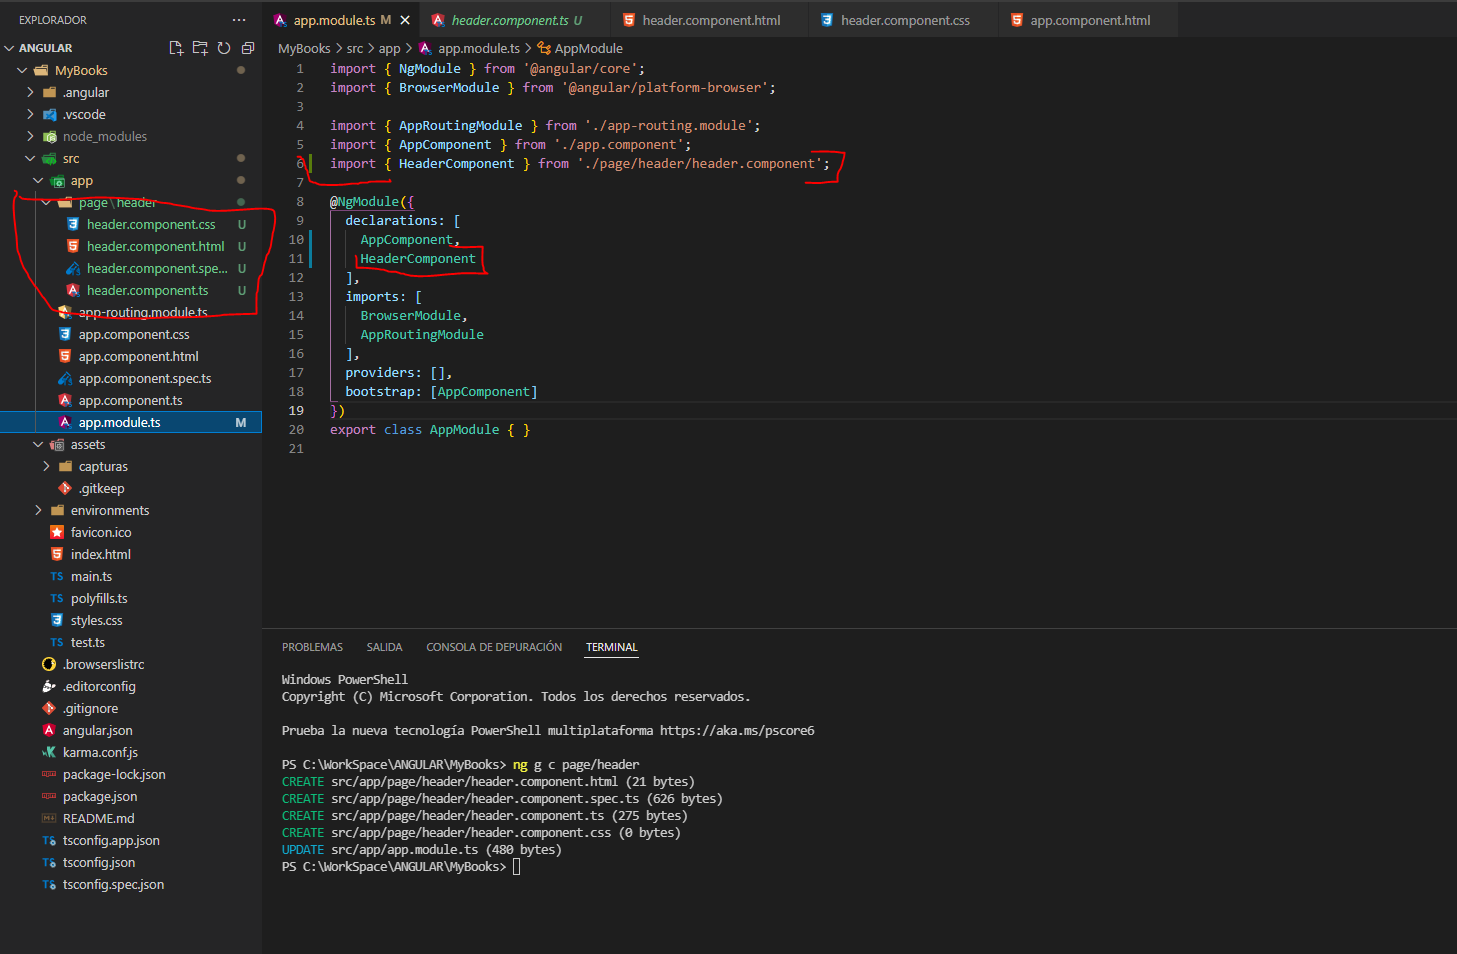 EXPLORADOR
···
ANGULAR
MyBooks
.angular
.vscode
node_modules
src
app
page\header
header.component.css U
header.component.html U
header.component.spe... U
header.component.ts U
app-routing.module.ts
app.component.css
app.component.html
app.component.spec.ts
app.component.ts
app.module.ts M
assets
capturas
.gitkeep
environments
favicon.ico
index.html
TS main.ts
TS polyfills.ts
styles.css
TS test.ts
.browserslistrc
.editorconfig
.gitignore
angular.json
karma.conf.js
package-lock.json
package.json
README.md
tsconfig.app.json
tsconfig.json
tsconfig.spec.json
app.module.ts M
header.component.ts U
header.component.html
header.component.css
app.component.html
MyBooks > src > app > app.module.ts > AppModule
1 import { NgModule } from '@angular/core';
2 import { BrowserModule } from '@angular/platform-browser';
3
4 import { AppRoutingModule } from './app-routing.module';
5 import { AppComponent } from './app.component';
6 import { HeaderComponent } from './page/header/header.component';
7
8 @NgModule({
9 declarations: [
10 AppComponent,
11 HeaderComponent
12 ],
13 imports: [
14 BrowserModule,
15 AppRoutingModule
16 ],
17 providers: [],
18 bootstrap: [AppComponent]
19 })
20 export class AppModule { }
21
PROBLEMAS SALIDA CONSOLA DE DEPURACIÓN TERMINAL
Windows PowerShell
Copyright (C) Microsoft Corporation. Todos los derechos reservados.
Prueba la nueva tecnología PowerShell multiplataforma https://aka.ms/pscore6
PS C:\WorkSpace\ANGULAR\MyBooks> ng g c page/header
CREATE src/app/page/header/header.component.html (21 bytes)
CREATE src/app/page/header/header.component.spec.ts (626 bytes)
CREATE src/app/page/header/header.component.ts (275 bytes)
CREATE src/app/page/header/header.component.css (0 bytes)
UPDATE src/app/app.module.ts (480 bytes)
PS C:\WorkSpace\ANGULAR\MyBooks>